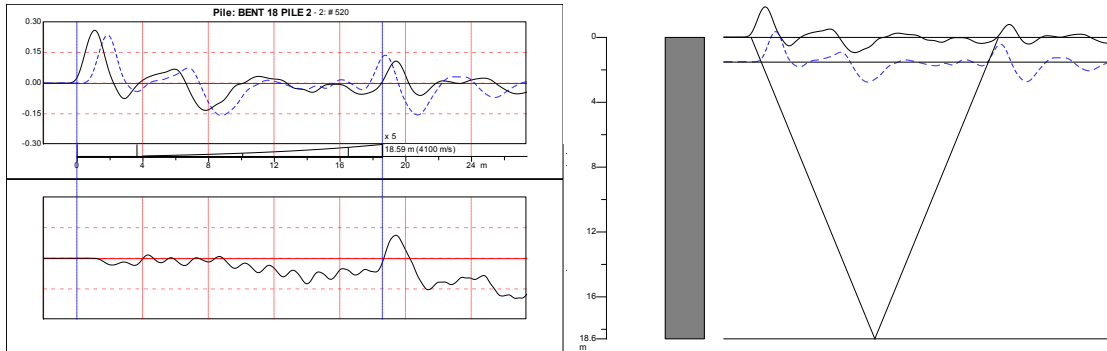 Pile: BENT 18 PILE 2 - 2: # 520
0.30
0.15
0.00
-0.15
-0.30
x 5
18.59 m (4100 m/s)
0 4 8 12 16 20 24 m
0
4
8
12
16
18.6
m